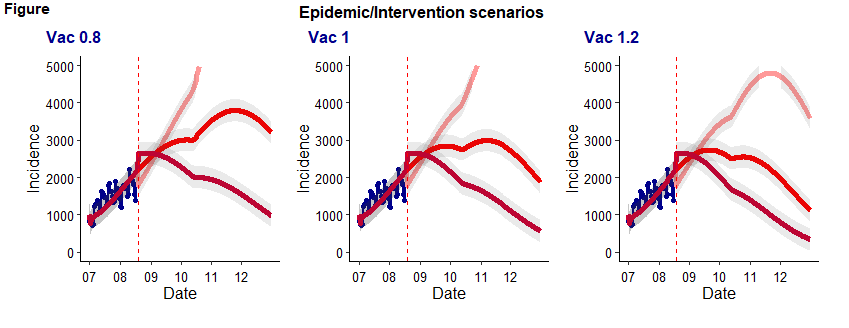 Figure
Epidemic/Intervention scenarios
Vac 0.8
Incidence
5000
4000
3000
2000
1000
0
07 08 09 10 11 12
Date
Vac 1
Incidence
5000
4000
3000
2000
1000
0
07 08 09 10 11 12
Date
Vac 1.2
Incidence
5000
4000
3000
2000
1000
0
07 08 09 10 11 12
Date